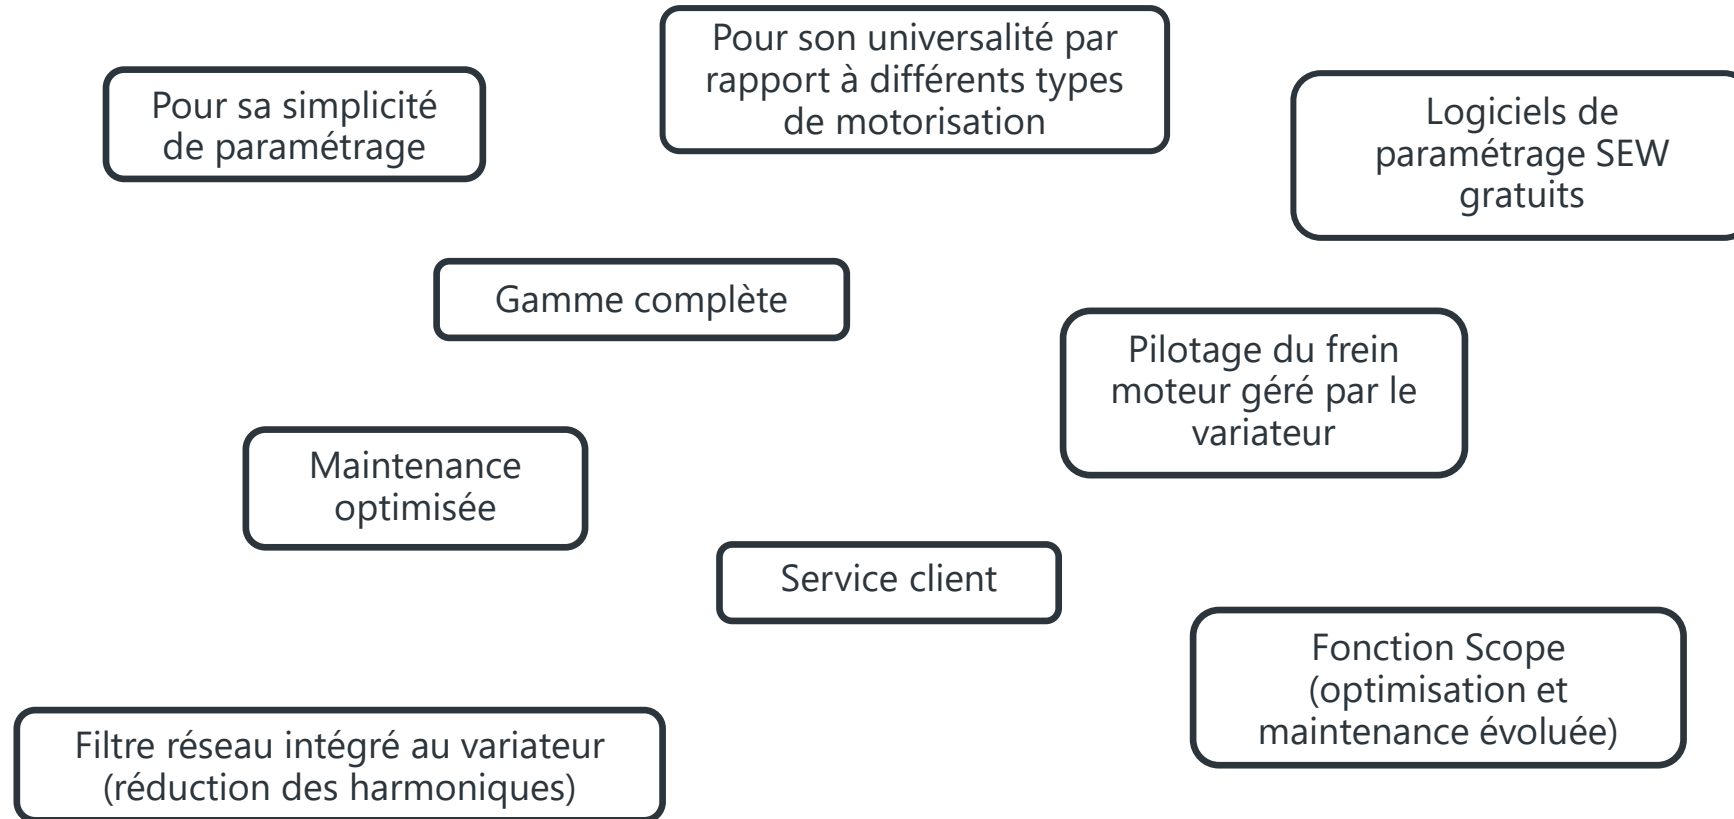 Pour son universalité par
rapport à différents types
de motorisation
Pour sa simplicité
de paramétrage
Logiciels de
paramétrage SEW
gratuits
Gamme complète
Pilotage du frein
moteur géré par le
variateur
Maintenance
optimisée
Service client
Fonction Scope
(optimisation et
maintenance évoluée)
Filtre réseau intégré au variateur
(réduction des harmoniques)